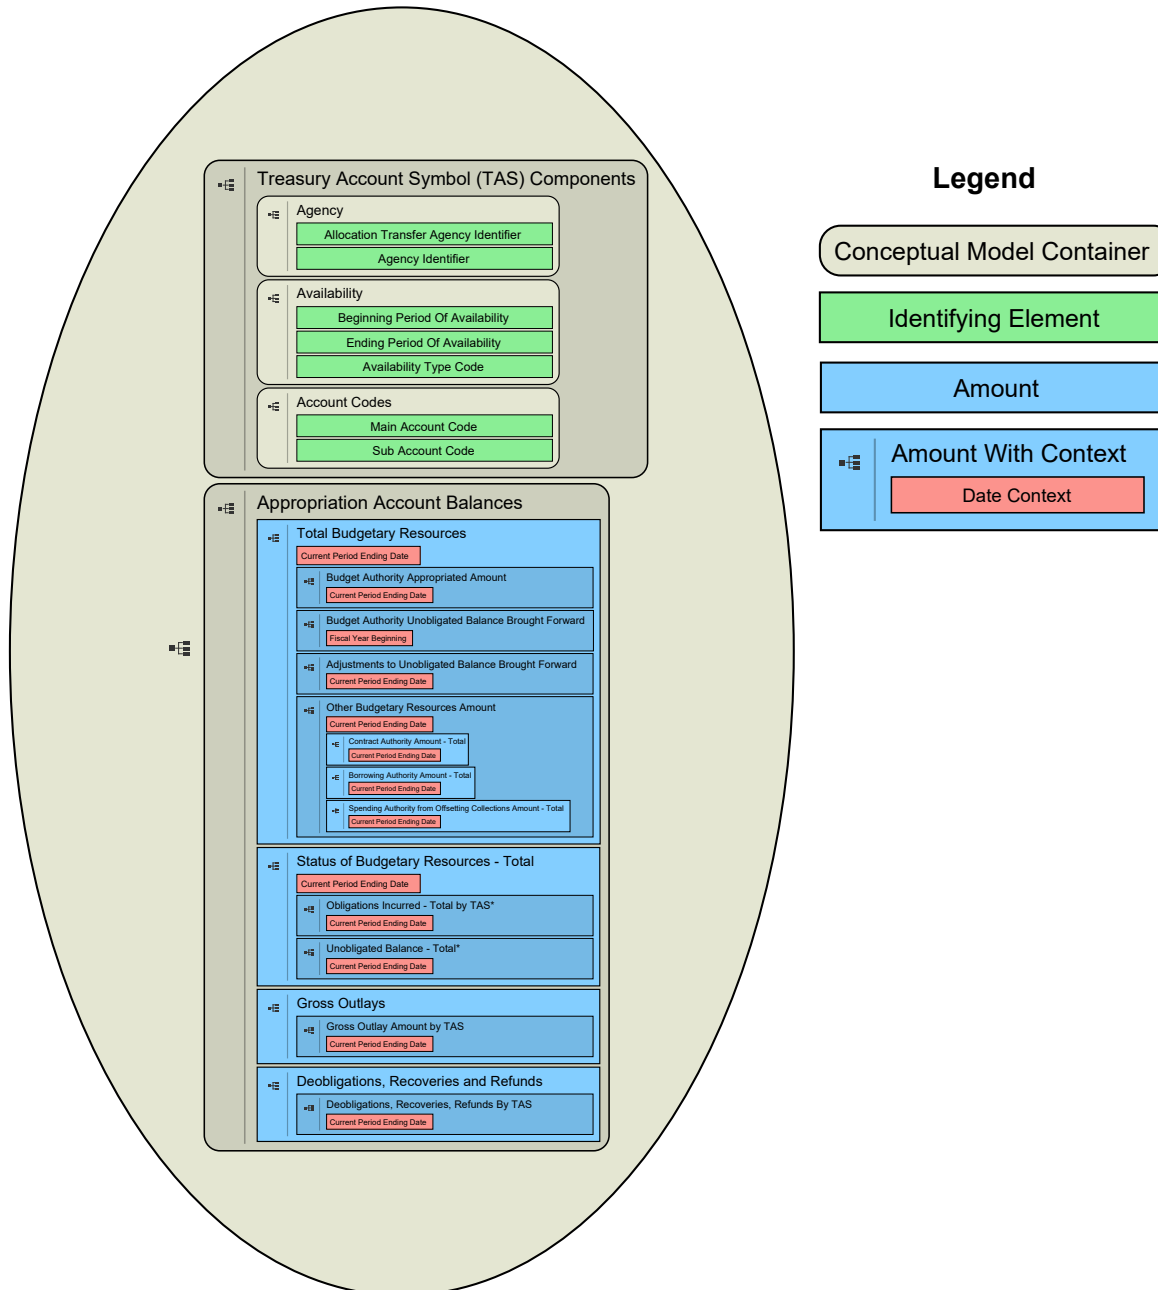 Treasury Account Symbol (TAS) Components
Agency
Allocation Transfer Agency Identifier
Agency Identifier
Availability
Beginning Period Of Availability
Ending Period Of Availability
Availability Type Code
Account Codes
Main Account Code
Sub Account Code
Appropriation Account Balances
Total Budgetary Resources
Current Period Ending Date
Budget Authority Appropriated Amount
Current Period Ending Date
Budget Authority Unobligated Balance Brought Forward
Fiscal Year Beginning
Adjustments to Unobligated Balance Brought Forward
Current Period Ending Date
Other Budgetary Resources Amount
Current Period Ending Date
Contract Authority Amount - Total
Current Period Ending Date
Borrowing Authority Amount - Total
Current Period Ending Date
Spending Authority from Offsetting Collections Amount - Total
Current Period Ending Date
Status of Budgetary Resources - Total
Current Period Ending Date
Obligations Incurred - Total by TAS*
Current Period Ending Date
Unobligated Balance - Total*
Current Period Ending Date
Gross Outlays
Gross Outlay Amount by TAS
Current Period Ending Date
Deobligations, Recoveries and Refunds
Deobligations, Recoveries, Refunds By TAS
Current Period Ending Date
Legend
Conceptual Model Container
Identifying Element
Amount
Amount With Context
Date Context